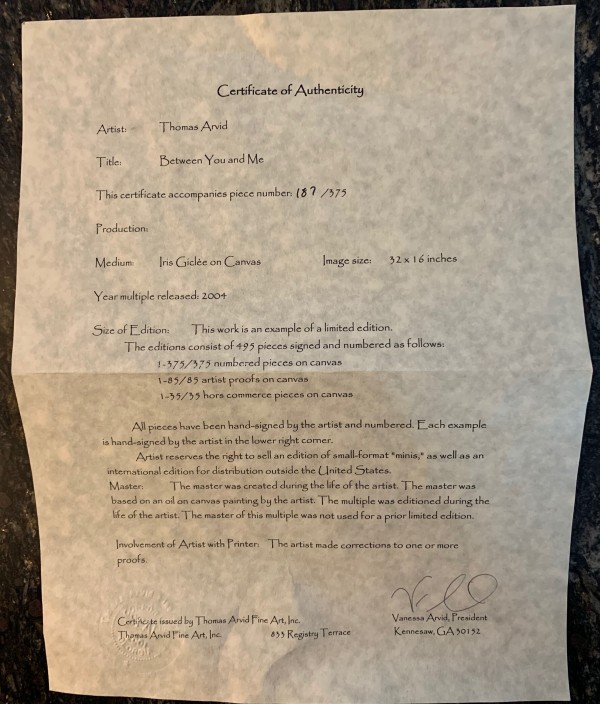 Certificate of Authenticity
Artist: Thomas Arvid
Title: Between You and Me
This certificate accompanies piece number: 187 /375
Production:
Medium: Iris Giclèe on Canvas Image size: 32 x 16 inches
Year multiple released: 2004
Size of Edition: This work is an example of a limited edition.
The editions consist of 495 pieces signed and numbered as follows:
1-375/375 numbered pieces on canvas
1-85/85 artist proofs on canvas
1-35/35 hors commerce pieces on canvas
All pieces have been hand-signed by the artist and numbered. Each example
is hand-signed by the artist in the lower right corner.
Artist reserves the right to sell an edition of small-format "minis," as well as an
international edition for distribution outside the United States.
Master: The master was created during the life of the artist. The master was
based on an oil on canvas painting by the artist. The multiple was editioned during the
life of the artist. The master of this multiple was not used for a prior limited edition.
Involvement of Artist with Printer: The artist made corrections to one or more
proofs.
Certificate issued by Thomas Arvid Fine Art, Inc. Vanessa Arvid, President
Thomas Arvid Fine Art, Inc. 833 Registry Terrace Kennesaw, GA 30152